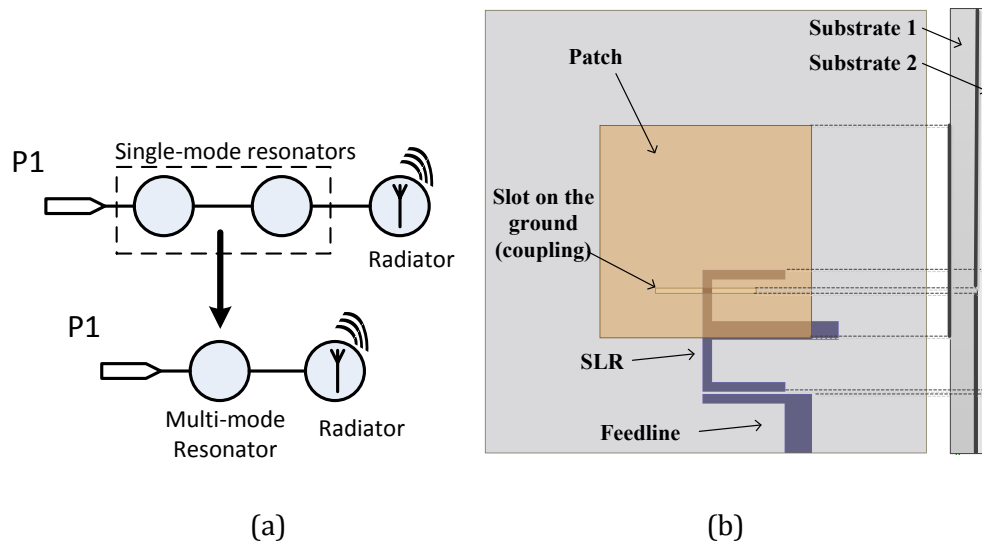 P1
Single-mode resonators
Radiator
P1
Multi-mode
Resonator
Radiator
(a)
Substrate 1
Substrate 2
Patch
Slot on the
ground
(coupling)
SLR
Feedline
(b)